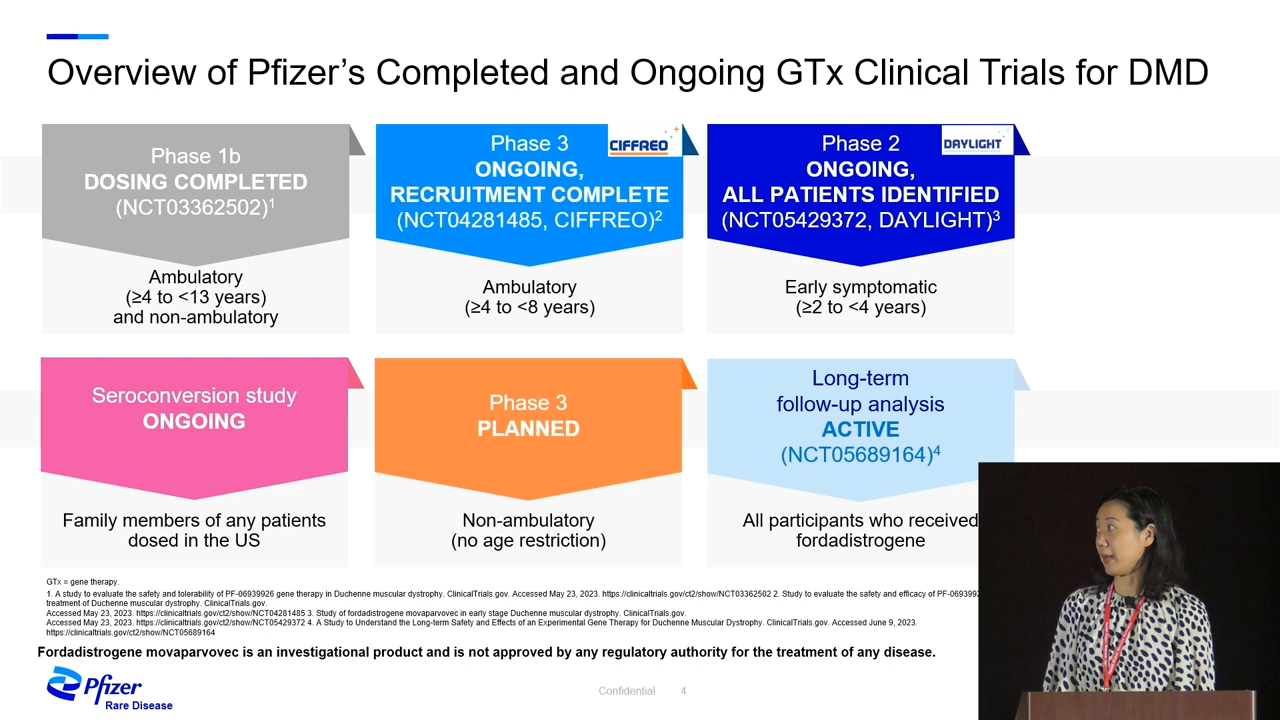 Overview of Pfizer’s Completed and Ongoing GTx Clinical Trials for DMD
Phase 1b
DOSING COMPLETED
(NCT03362502)1
Ambulatory
(≥4 to <13 years)
and non-ambulatory
Phase 3
CIFFREO
ONGOING,
RECRUITMENT COMPLETE
(NCT04281485, CIFFREO)2
Ambulatory
(≥4 to <8 years)
Phase 2
DAYLIGHT
ONGOING,
ALL PATIENTS IDENTIFIED
(NCT05429372, DAYLIGHT)3
Early symptomatic
(≥2 to <4 years)
Seroconversion study
ONGOING
Family members of any patients
dosed in the US
Phase 3
PLANNED
Non-ambulatory
(no age restriction)
Long-term
follow-up analysis
ACTIVE
(NCT05689164)4
All participants who received
fordadistrogene
GTx = gene therapy.
1. A study to evaluate the safety and tolerability of PF-06939926 gene therapy in Duchenne muscular dystrophy. ClinicalTrials.gov. Accessed May 23, 2023. https://clinicaltrials.gov/ct2/show/NCT03362502 2. Study to evaluate the safety and efficacy of
treatment of Duchenne muscular dystrophy. ClinicalTrials.gov.
Accessed May 23, 2023. https://clinicaltrials.gov/ct2/show/NCT04281485 3. Study of fordadistrogene movaparvovec in early stage Duchenne muscular dystrophy. ClinicalTrials.gov.
Accessed May 23, 2023. https://clinicaltrials.gov/ct2/show/NCT05429372 4. A Study to Understand the Long-term Safety and Effects of an Experimental Gene Therapy for Duchenne Muscular Dystrophy. ClinicalTrials.gov. Accessed June 9, 2023.
https://clinicaltrials.gov/ct2/show/NCT05689164
Fordadistrogene movaparvovec is an investigational product and is not approved by any regulatory authority for the treatment of any disease.
Pfizer
Rare Disease
Confidential 4